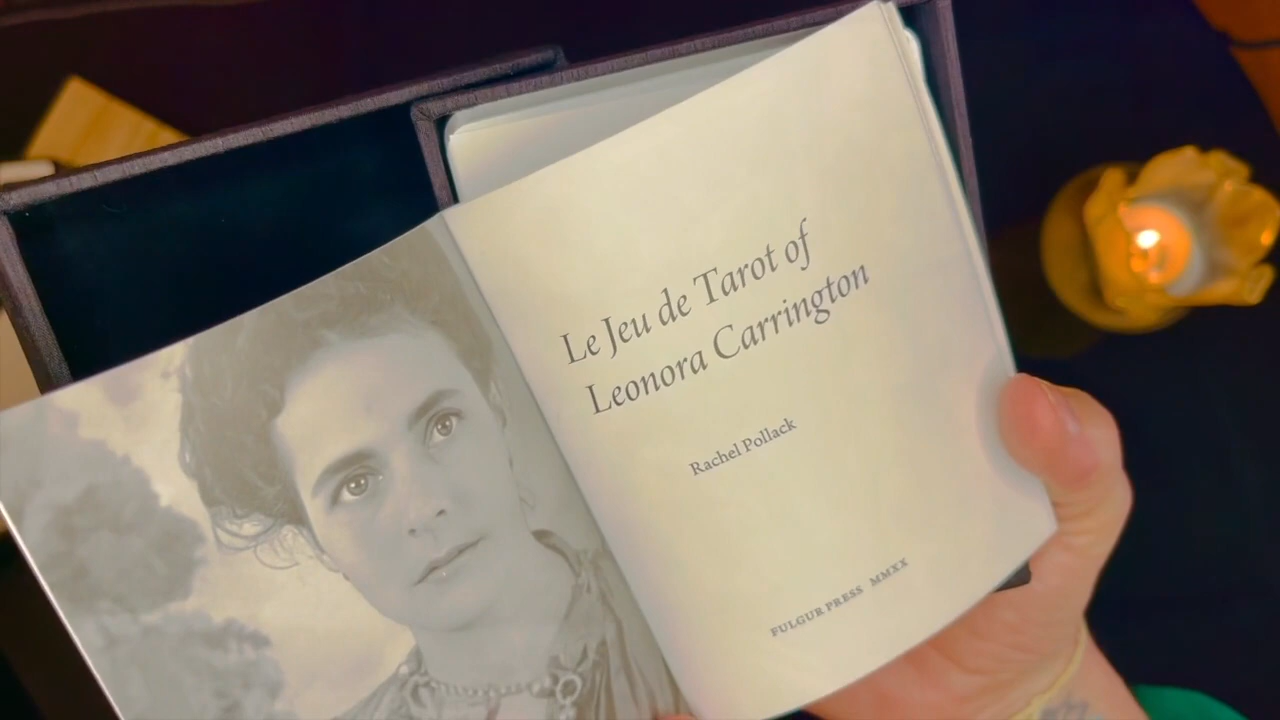 Le Jeu de Tarot of
Leonora Carrington
Rachel Pollack
FULGUR PRESS MMXX